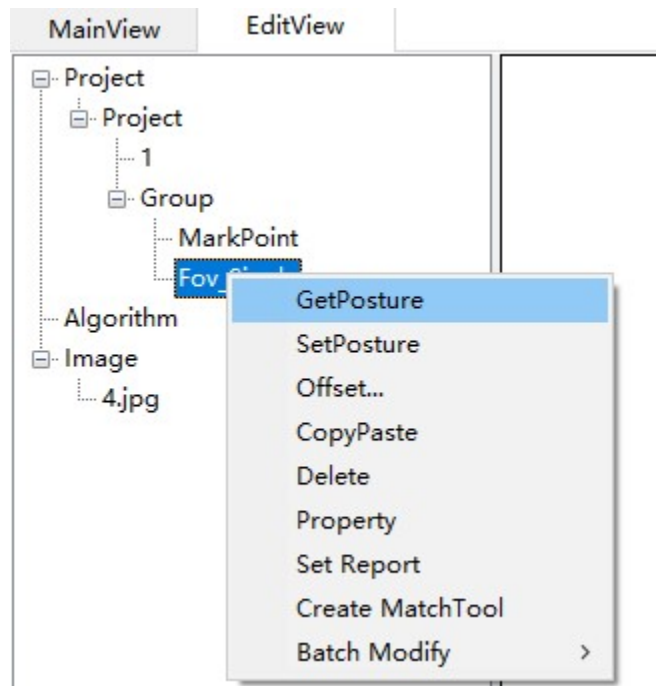 MainView EditView
Project
Project
1
Group
MarkPoint
GetPosture
Algorithm
SetPosture
Image
Offset...
4.jpg
CopyPaste
Delete
Property
Set Report
Create MatchTool
Batch Modify